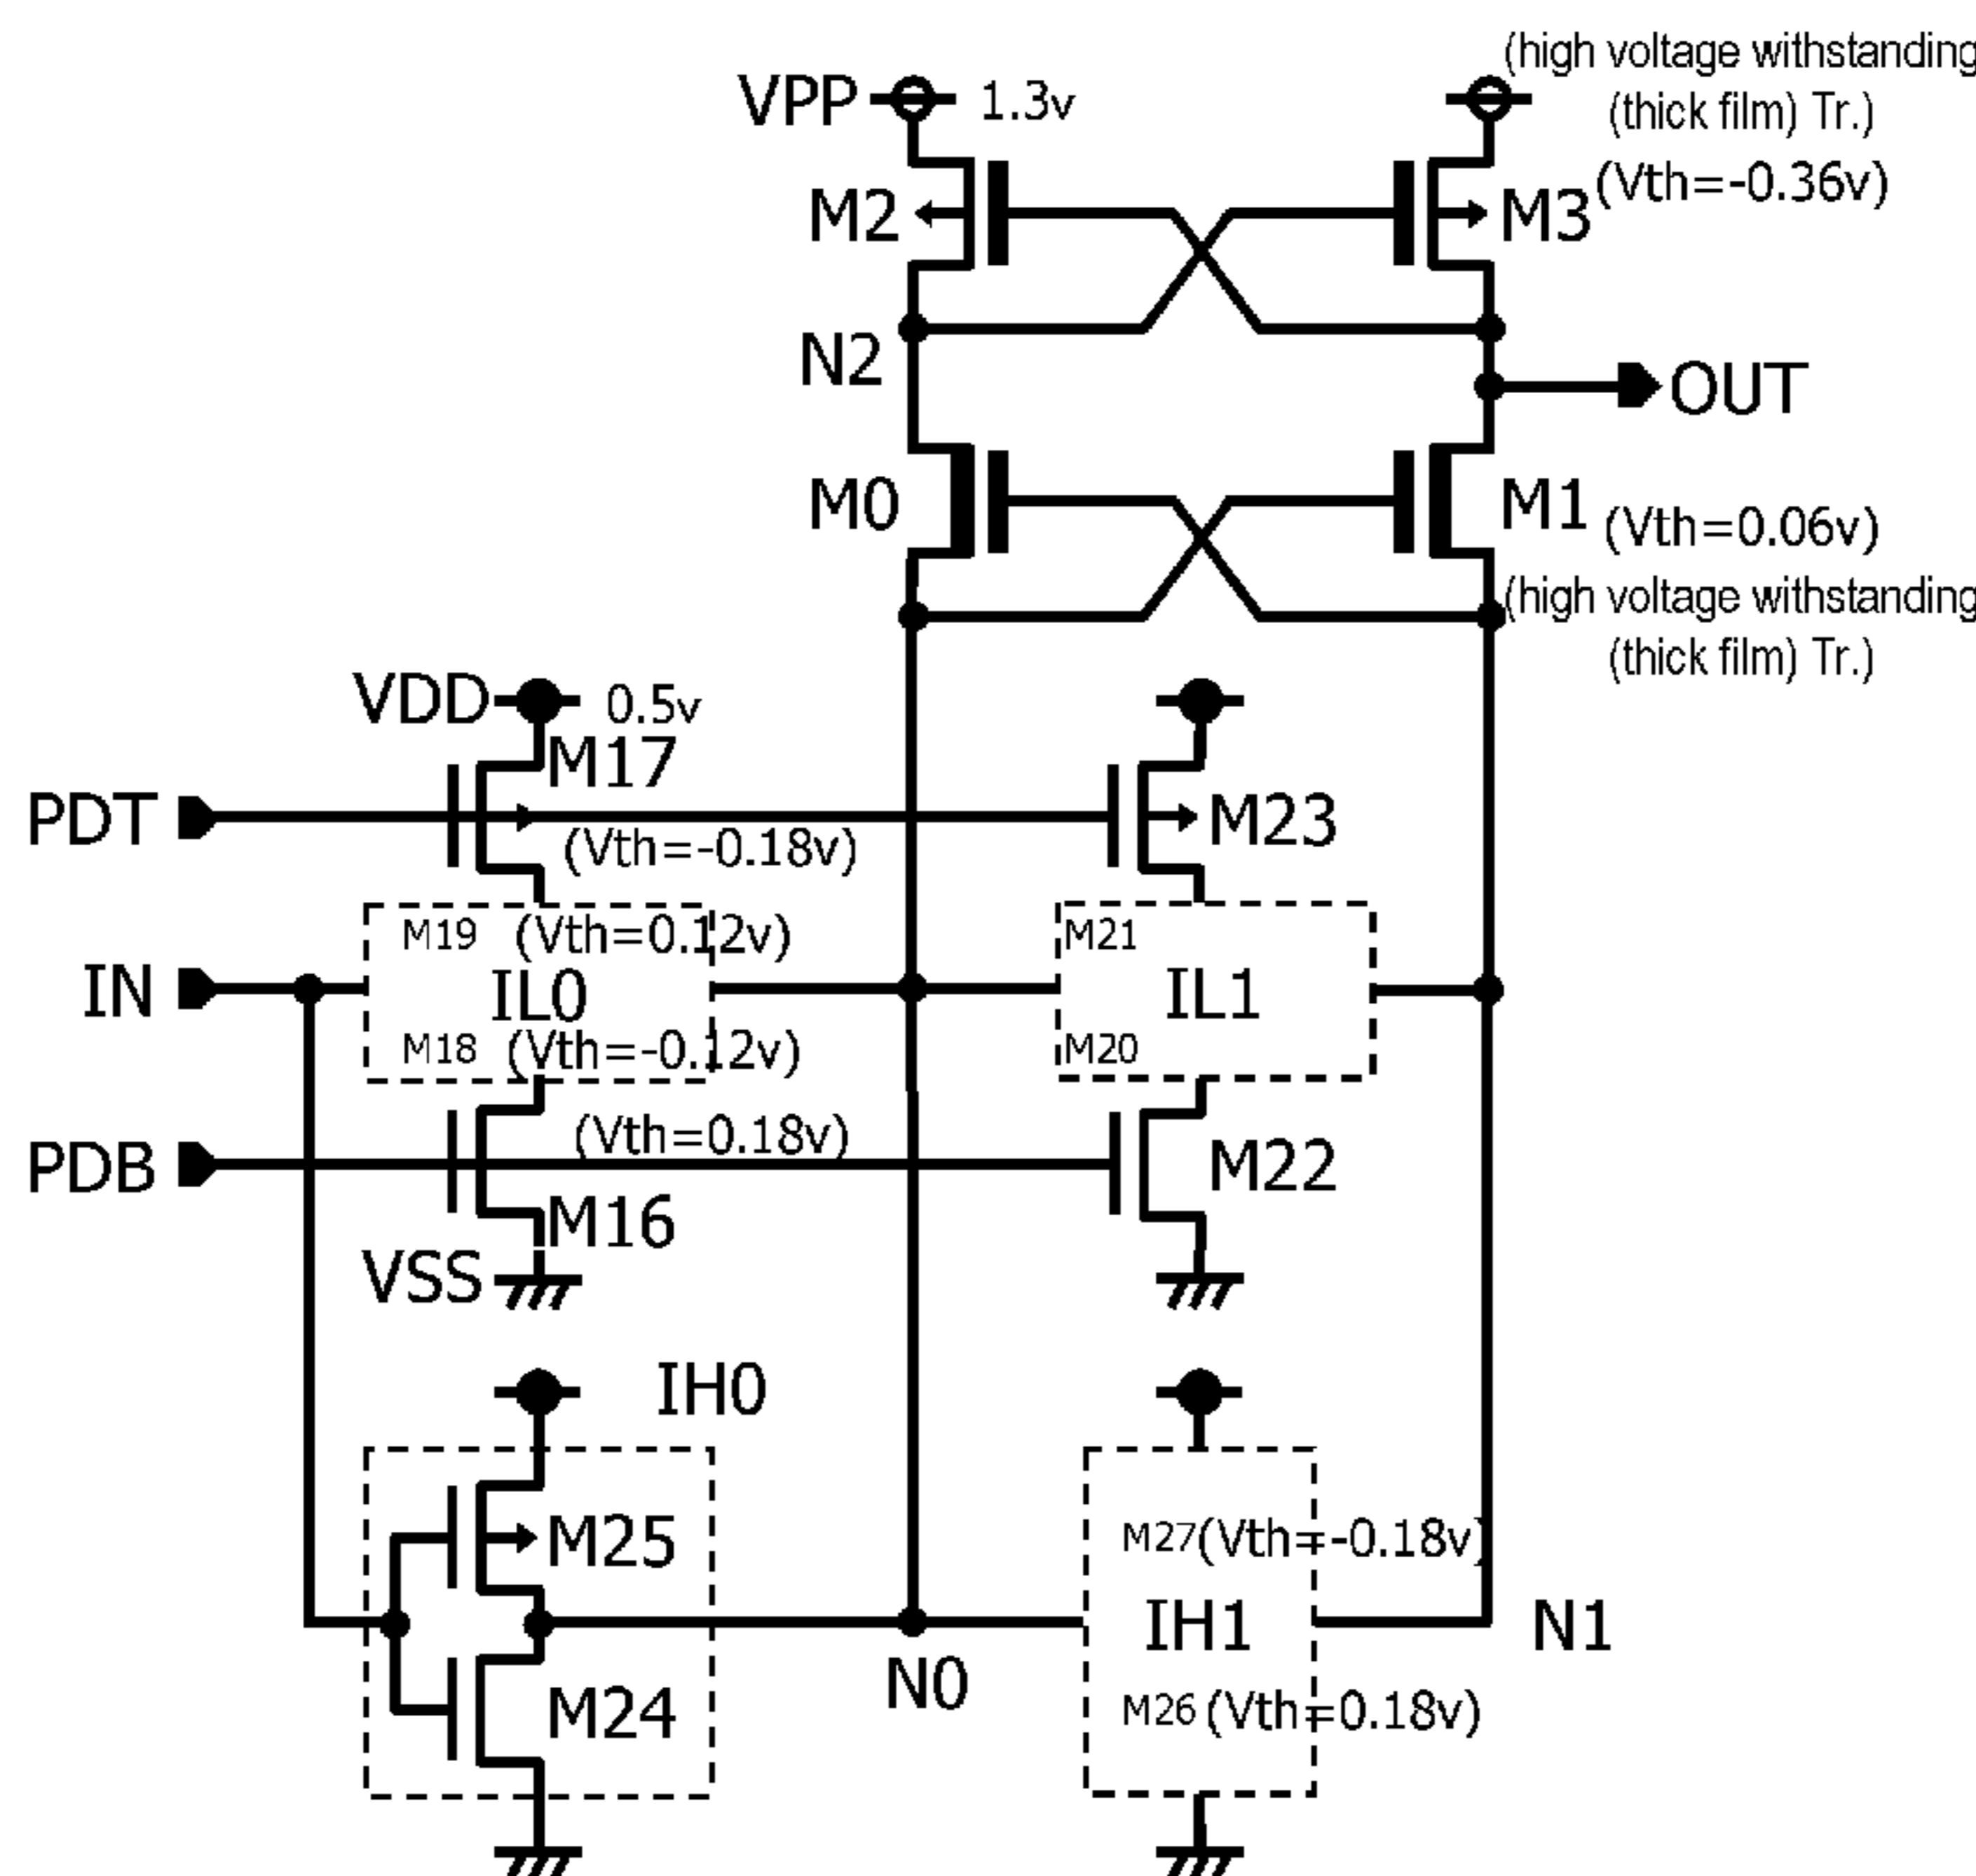 (high voltage withstanding
VPP 1.3v
(thick film) Tr.)
M2
M3
(Vth=-0.36v)
N2
OUT
M0
M1
(Vth=0.06v)
(high voltage withstanding
(thick film) Tr.)
VDD 0.5v
M17
PDT
M23
(Vth=-0.18v)
M19 (Vth=0.12v)
M21
IN
IL0
IL1
M18 (Vth=-0.12v)
M20
(Vth=0.18v)
PDB
M22
M16
VSS
IH0
M25
M27(Vth=-0.18v)
IH1
N1
N0
M24
M26 (Vth=0.18v)